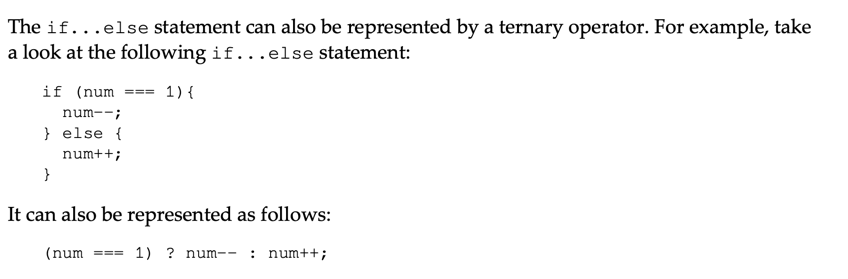 The if...else statement can also be represented by a ternary operator. For example, take
a look at the following if...else statement:
if (num === 1){
num--;
} else {
num++;
}
It can also be represented as follows:
(num === 1) ? num-- : num++;